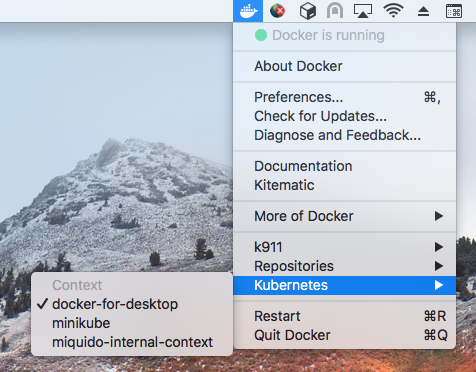 Docker is running
About Docker
Preferences... ⌘,
Check for Updates...
Diagnose and Feedback...
Documentation
Kitematic
More of Docker
k911
Repositories
Kubernetes
Context
docker-for-desktop
minikube
miquido-internal-context
Restart ⌘R
Quit Docker ⌘Q